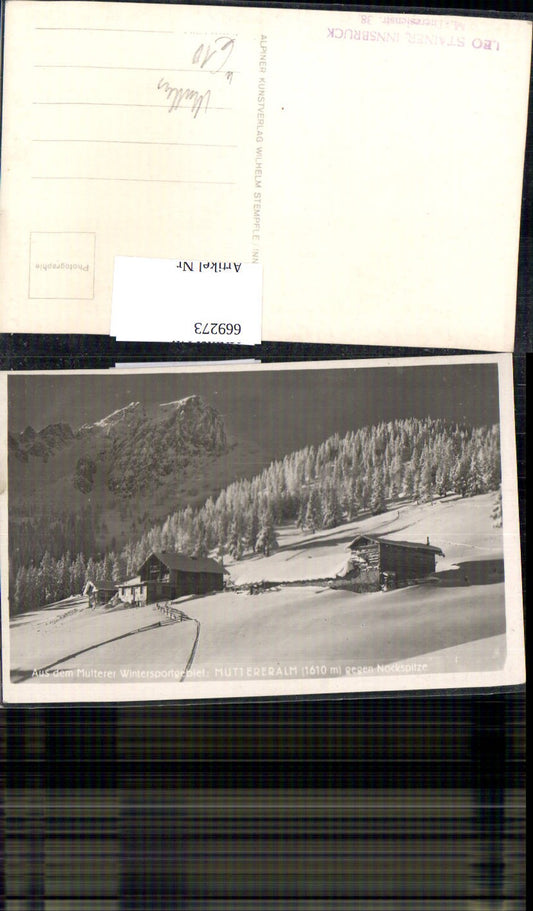 LEO STAINER, INNSBRUCK
ALPINER KUNSTVERLAG WILHELM STEMPFLE INN
Photographie
Artikel Nr
669273
Aus dem Mutterer Wintersportgebiet: MUTTERERALM (1610 m) gegen Nockspitze